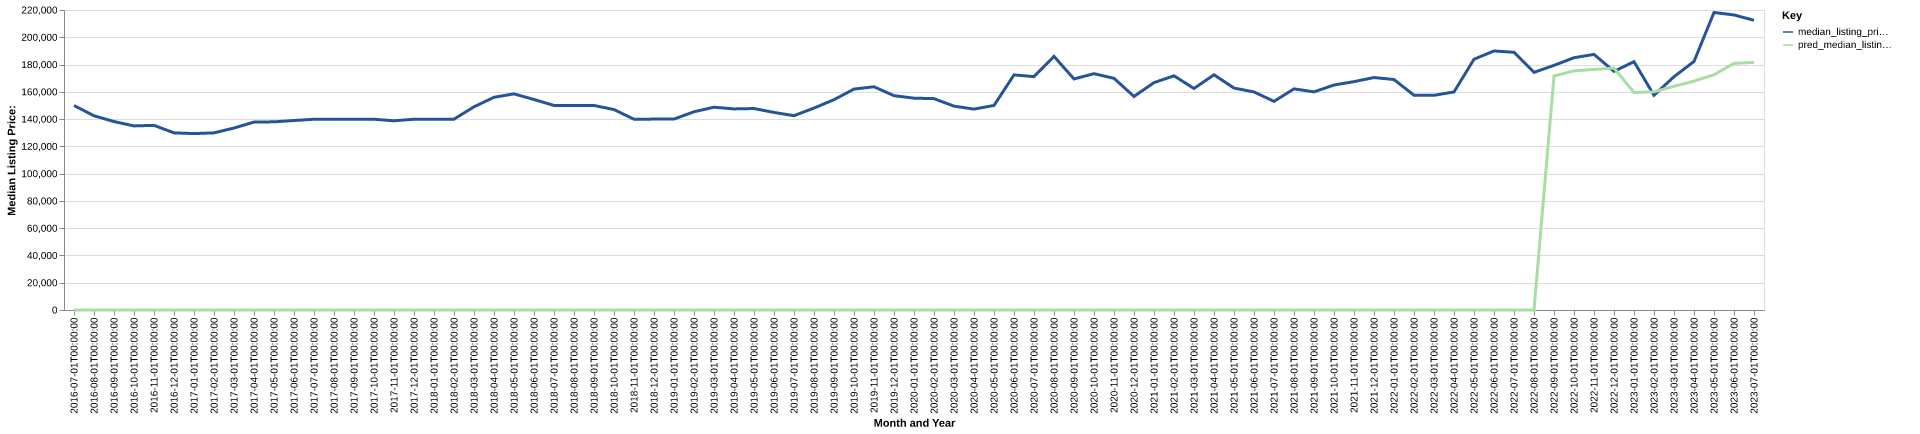 220,000
200,000
180,000
160,000
140,000
120,000
100,000
80,000
60,000
40,000
20,000
0
Median Listing Price:
2016-07-01T00:00:00
2016-08-01T00:00:00
2016-09-01T00:00:00
2016-10-01T00:00:00
2016-11-01T00:00:00
2016-12-01T00:00:00
2017-01-01T00:00:00
2017-02-01T00:00:00
2017-03-01T00:00:00
2017-04-01T00:00:00
2017-05-01T00:00:00
2017-06-01T00:00:00
2017-07-01T00:00:00
2017-08-01T00:00:00
2017-09-01T00:00:00
2017-10-01T00:00:00
2017-11-01T00:00:00
2017-12-01T00:00:00
2018-01-01T00:00:00
2018-02-01T00:00:00
2018-03-01T00:00:00
2018-04-01T00:00:00
2018-05-01T00:00:00
2018-06-01T00:00:00
2018-07-01T00:00:00
2018-08-01T00:00:00
2018-09-01T00:00:00
2018-10-01T00:00:00
2018-11-01T00:00:00
2018-12-01T00:00:00
2019-01-01T00:00:00
2019-02-01T00:00:00
2019-03-01T00:00:00
2019-04-01T00:00:00
2019-05-01T00:00:00
2019-06-01T00:00:00
2019-07-01T00:00:00
2019-08-01T00:00:00
2019-09-01T00:00:00
2019-10-01T00:00:00
2019-11-01T00:00:00
2019-12-01T00:00:00
2020-01-01T00:00:00
2020-02-01T00:00:00
2020-03-01T00:00:00
2020-04-01T00:00:00
2020-05-01T00:00:00
2020-06-01T00:00:00
2020-07-01T00:00:00
2020-08-01T00:00:00
2020-09-01T00:00:00
2020-10-01T00:00:00
2020-11-01T00:00:00
2020-12-01T00:00:00
2021-01-01T00:00:00
2021-02-01T00:00:00
2021-03-01T00:00:00
2021-04-01T00:00:00
2021-05-01T00:00:00
2021-06-01T00:00:00
2021-07-01T00:00:00
2021-08-01T00:00:00
2021-09-01T00:00:00
2021-10-01T00:00:00
2021-11-01T00:00:00
2021-12-01T00:00:00
2022-01-01T00:00:00
2022-02-01T00:00:00
2022-03-01T00:00:00
2022-04-01T00:00:00
2022-05-01T00:00:00
2022-06-01T00:00:00
2022-07-01T00:00:00
2022-08-01T00:00:00
2022-09-01T00:00:00
2022-10-01T00:00:00
2022-11-01T00:00:00
2022-12-01T00:00:00
2023-01-01T00:00:00
2023-02-01T00:00:00
2023-03-01T00:00:00
2023-04-01T00:00:00
2023-05-01T00:00:00
2023-06-01T00:00:00
2023-07-01T00:00:00
Month and Year
Key
median_listing_pri…
pred_median_listin…